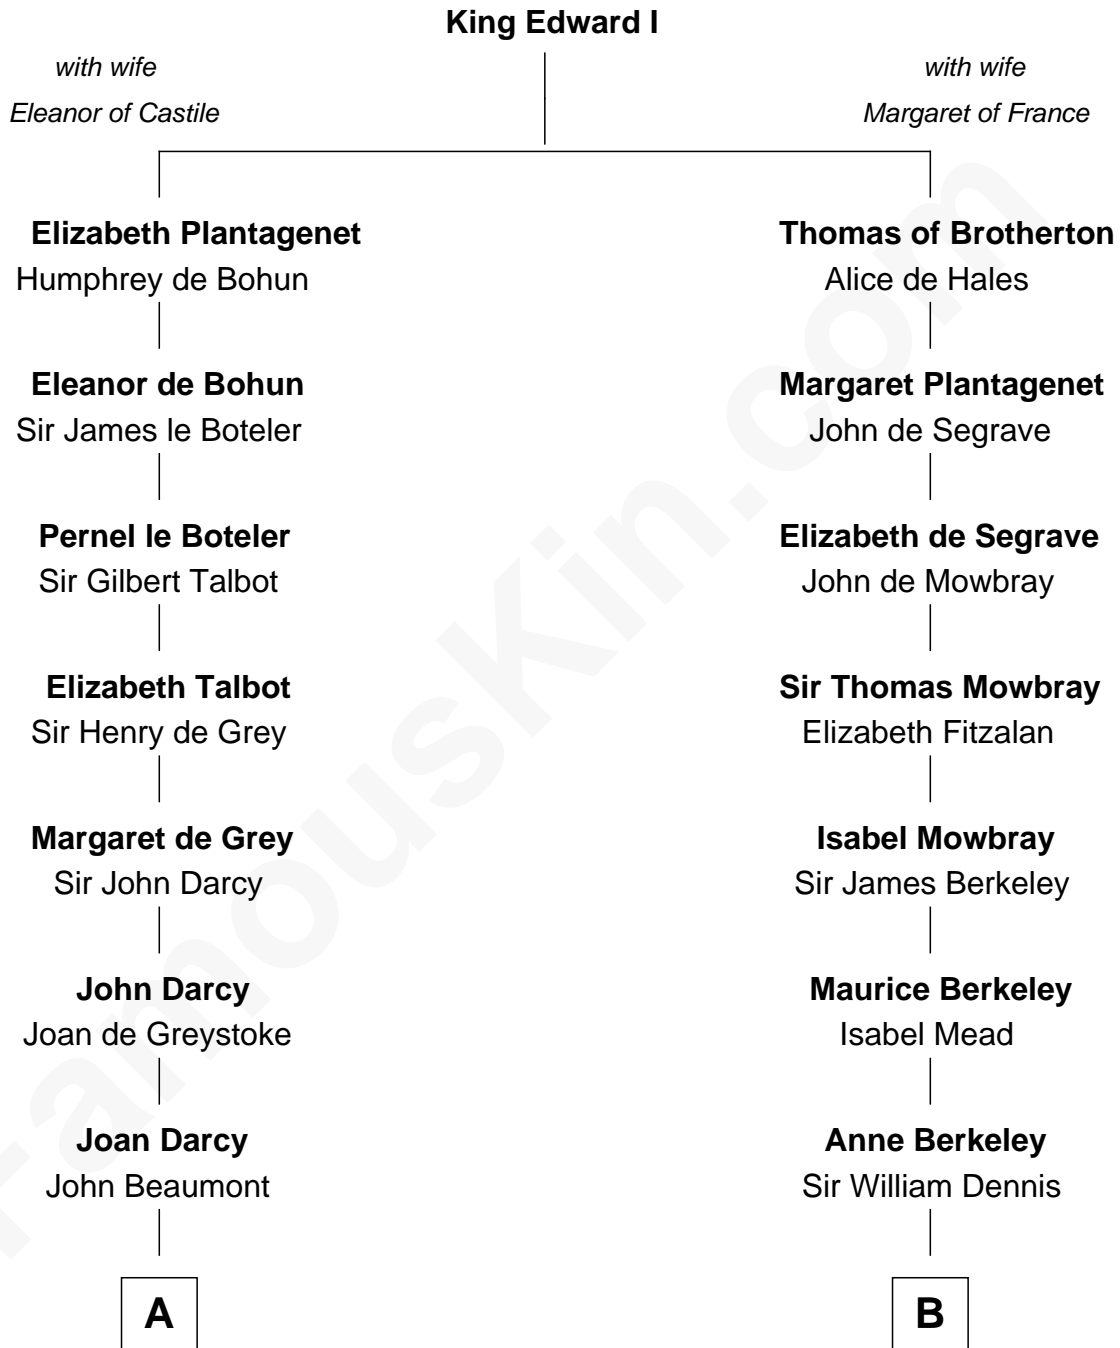 King Edward I
with wife
Eleanor of Castile
with wife
Margaret of France
Elizabeth Plantagenet
Humphrey de Bohun
Thomas of Brotherton
Alice de Hales
Eleanor de Bohun
Sir James le Boteler
Margaret Plantagenet
John de Segrave
Pernel le Boteler
Sir Gilbert Talbot
Elizabeth de Segrave
John de Mowbray
Elizabeth Talbot
Sir Henry de Grey
Sir Thomas Mowbray
Elizabeth Fitzalan
Margaret de Grey
Sir John Darcy
Isabel Mowbray
Sir James Berkeley
John Darcy
Joan de Greystoke
Maurice Berkeley
Isabel Mead
Joan Darcy
John Beaumont
Anne Berkeley
Sir William Dennis
A
B
FamousKin.com